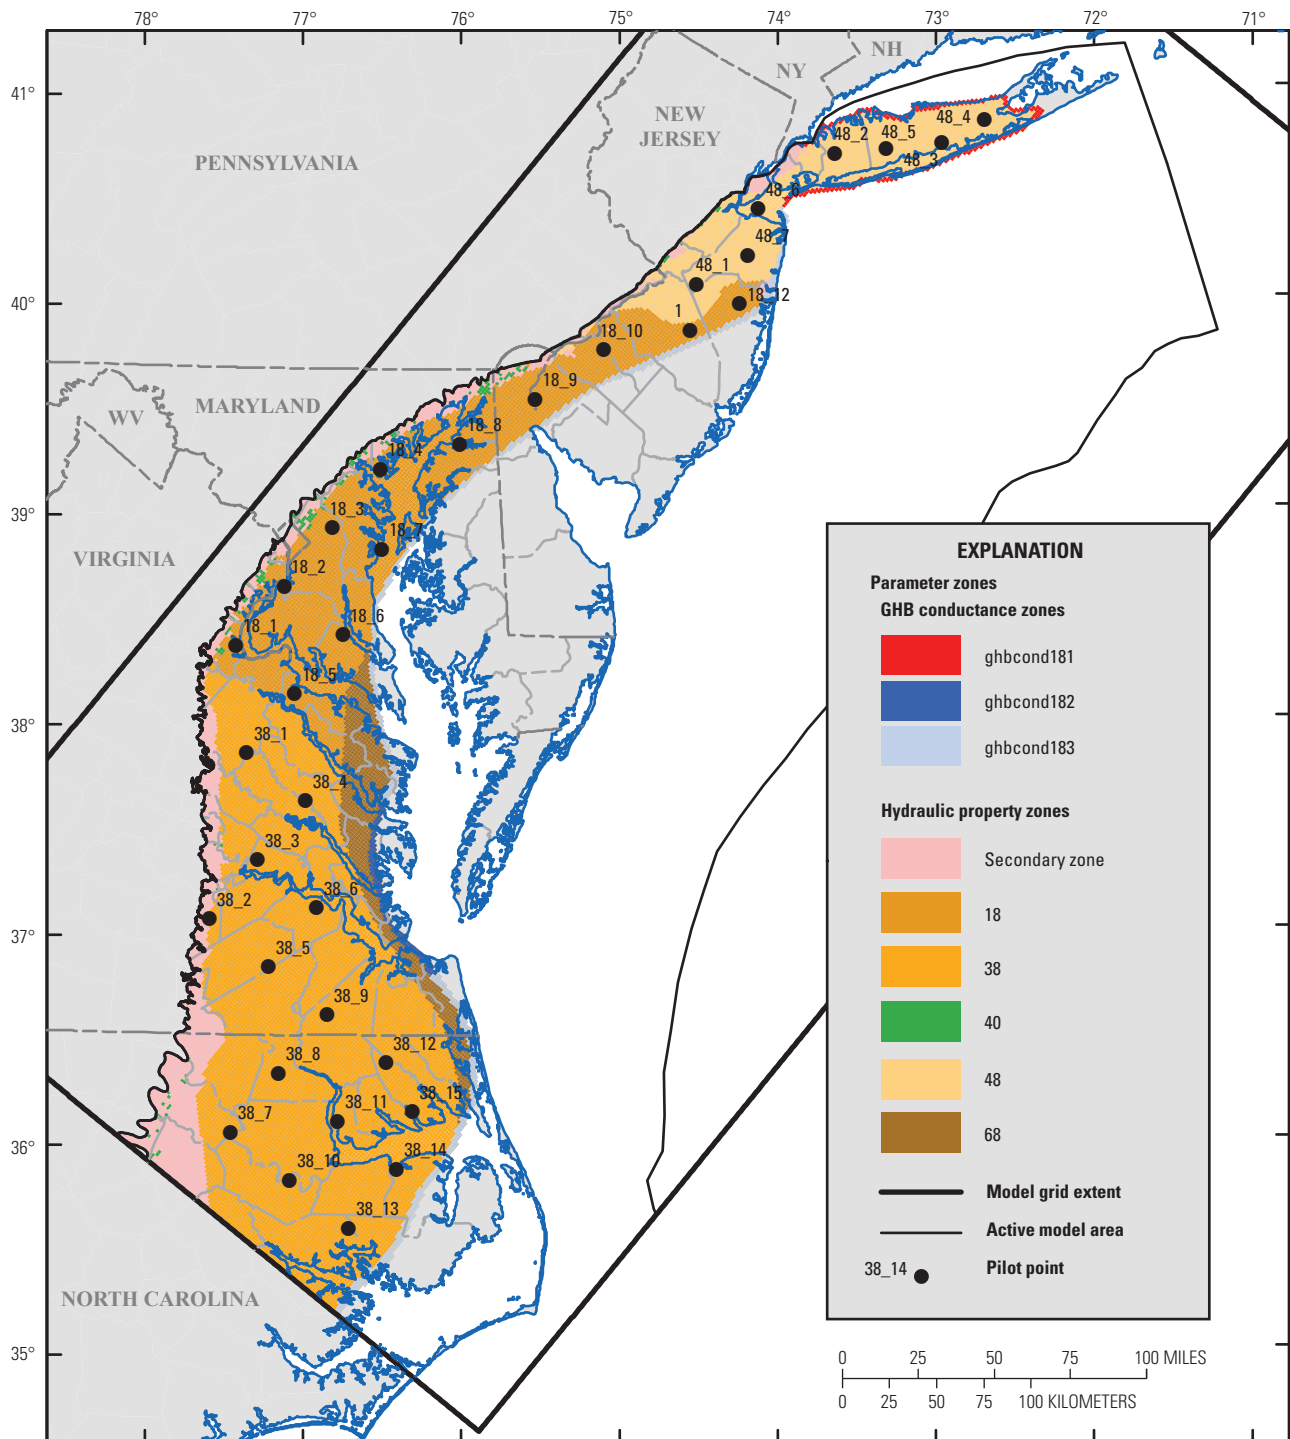 78° 77° 76° 75° 74° 73° 72° 71°
NH
NY
41°
NEW
JERSEY
PENNSYLVANIA
48_4
48_2 48_5
48_3
48_6
48_7
48_1
40°
18_12
1
18_10
18_9
MARYLAND
WV
18_8
18_4
39°
18_3
18_7
VIRGINIA
18_2
18_6
18_1
18_5
38°
38_1
38_4
38_3
38_6
38_2
37°
38_5
38_9
38_12
38_8
38_15
38_11
38_7
36°
38_14
38_10
38_13
NORTH CAROLINA
35°
EXPLANATION
Parameter zones
GHB conductance zones
ghbcond181
ghbcond182
ghbcond183
Hydraulic property zones
Secondary zone
18
38
40
48
68
Model grid extent
Active model area
38_14 Pilot point
0 25 50 75 100 MILES
0 25 50 75 100 KILOMETERS